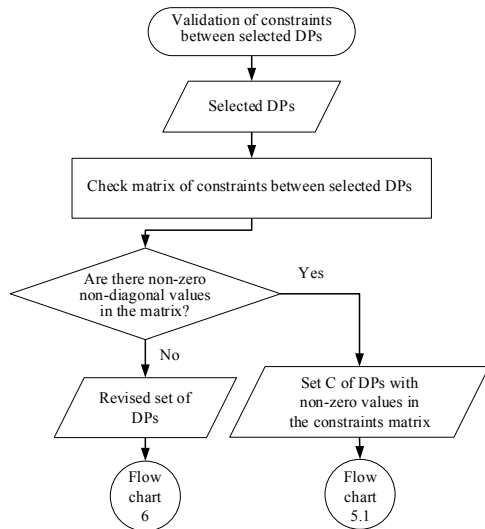 Validation of constraints
between selected DPs
Selected DPs
Check matrix of constraints between selected DPs
Are there non-zero
non-diagonal values
in the matrix?
Yes
No
Revised set of
DPs
Set C of DPs with
non-zero values in
the constraints matrix
Flow
chart
6
Flow
chart
5.1